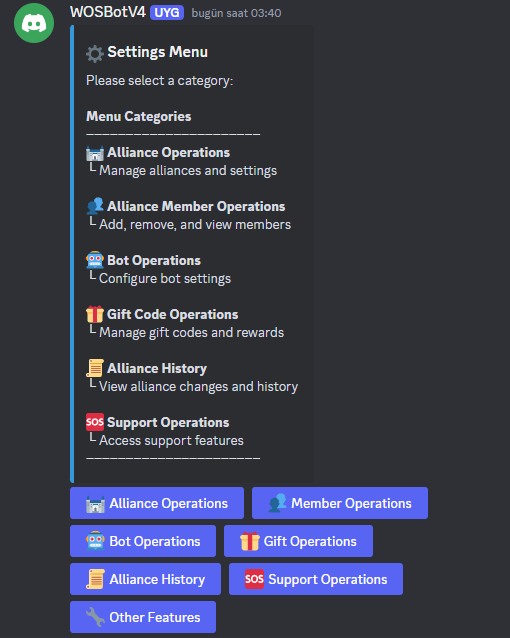 WOSBotV4 UYG bugün saat 03:40
Settings Menu
Please select a category:
Menu Categories
----------------------
Alliance Operations
└ Manage alliances and settings
Alliance Member Operations
└ Add, remove, and view members
Bot Operations
└ Configure bot settings
Gift Code Operations
└ Manage gift codes and rewards
Alliance History
└ View alliance changes and history
SOS Support Operations
└ Access support features
----------------------
Alliance Operations Member Operations
Bot Operations Gift Operations
Alliance History SOS Support Operations
Other Features